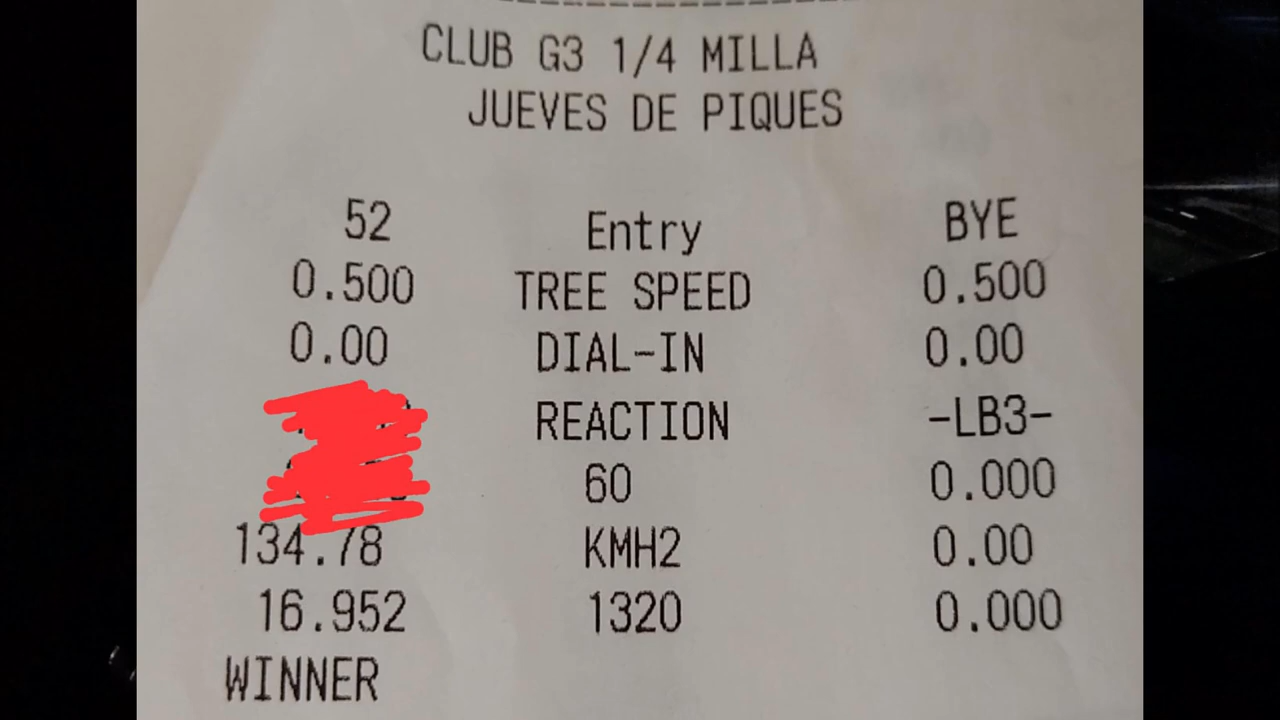 CLUB G3 1/4 MILLA
JUEVES DE PIQUES
52 Entry BYE
0.500 TREE SPEED 0.500
0.00 DIAL-IN 0.00
REACTION -LB3-
60 0.000
134.78 KMH2 0.00
16.952 1320 0.000
WINNER